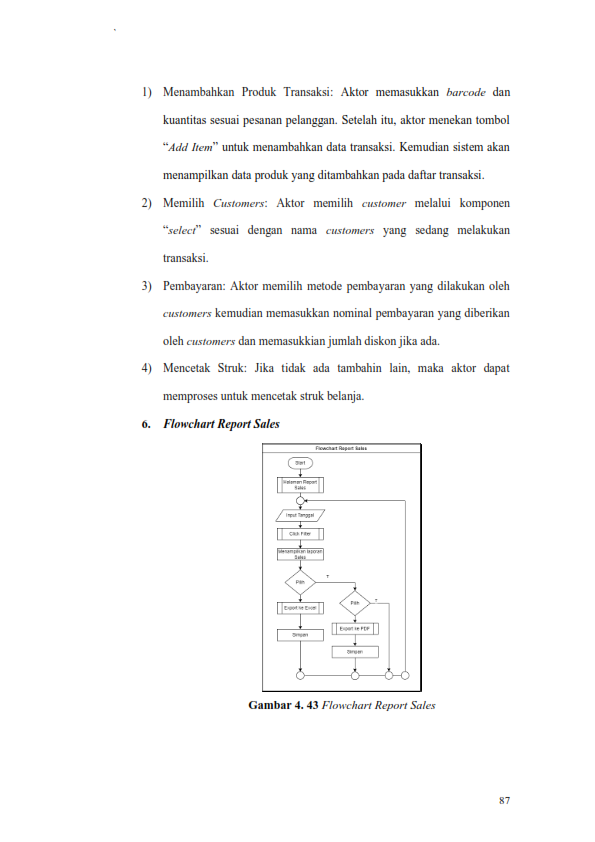 1) Menambahkan Produk Transaksi: Aktor memasukkan barcode dan
kuantitas sesuai pesanan pelanggan. Setelah itu, aktor menekan tombol
“Add Item” untuk menambahkan data transaksi. Kemudian sistem akan
menampilkan data produk yang ditambahkan pada daftar transaksi.
2) Memilih Customers: Aktor memilih customer melalui komponen
“select” sesuai dengan nama customers yang sedang melakukan
transaksi.
3) Pembayaran: Aktor memilih metode pembayaran yang dilakukan oleh
customers kemudian memasukkan nominal pembayaran yang diberikan
oleh customers dan memasukkian jumlah diskon jika ada.
4) Mencetak Struk: Jika tidak ada tambahin lain, maka aktor dapat
memproses untuk mencetak struk belanja.
6. Flowchart Report Sales
Flowchart Report Sales
Start
Halaman Report
Sales
Input Tanggal
Click Filter
Menampilkan laporan
Sales
Pilih
T
Export ke Excel
Pilih
T
Simpan
Export ke PDF
Simpan
Gambar 4. 43 Flowchart Report Sales
87